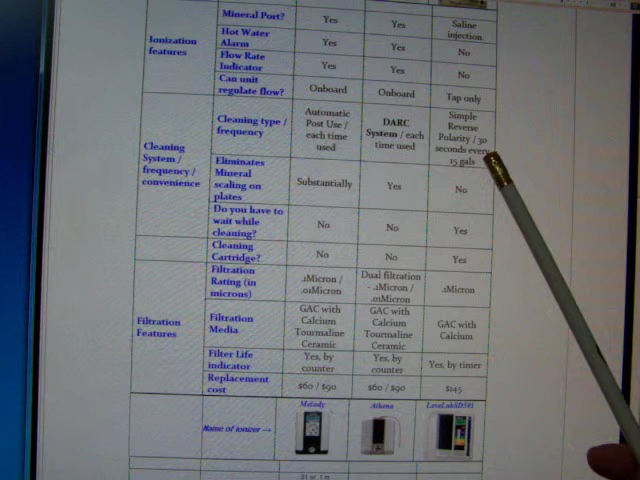 Mineral Port? Yes Yes Saline
injection
Ionization
features
Hot Water
Alarm Yes Yes No
Flow Rate
Indicator Yes Yes No
Can unit
regulate flow? Onboard Onboard Tap only
Cleaning
System /
frequency /
convenience
Cleaning type /
frequency
Automatic
Post Use /
each time
used
DARC
System / each
time used
Simple
Reverse
Polarity / 30
seconds every
15 gals
Eliminates
Mineral
scaling on
plates
Substantially Yes No
Do you have to
wait while
cleaning?
No No Yes
Cleaning
Cartridge? No No Yes
Filtration
Features
Filtration
Rating (in
microns)
.1Micron /
.01Micron
Dual filtration
- .1Micron /
.01Micron
.1Micron
Filtration
Media
GAC with
Calcium
Tourmaline
Ceramic
GAC with
Calcium
Tourmaline
Ceramic
GAC with
Calcium
Filter Life
indicator
Yes, by
counter
Yes, by
counter
Yes, by timer
Replacement
cost $60 / $90 $60 / $90 $145
Name of ionizer → Melody Athena LeveLukSD501